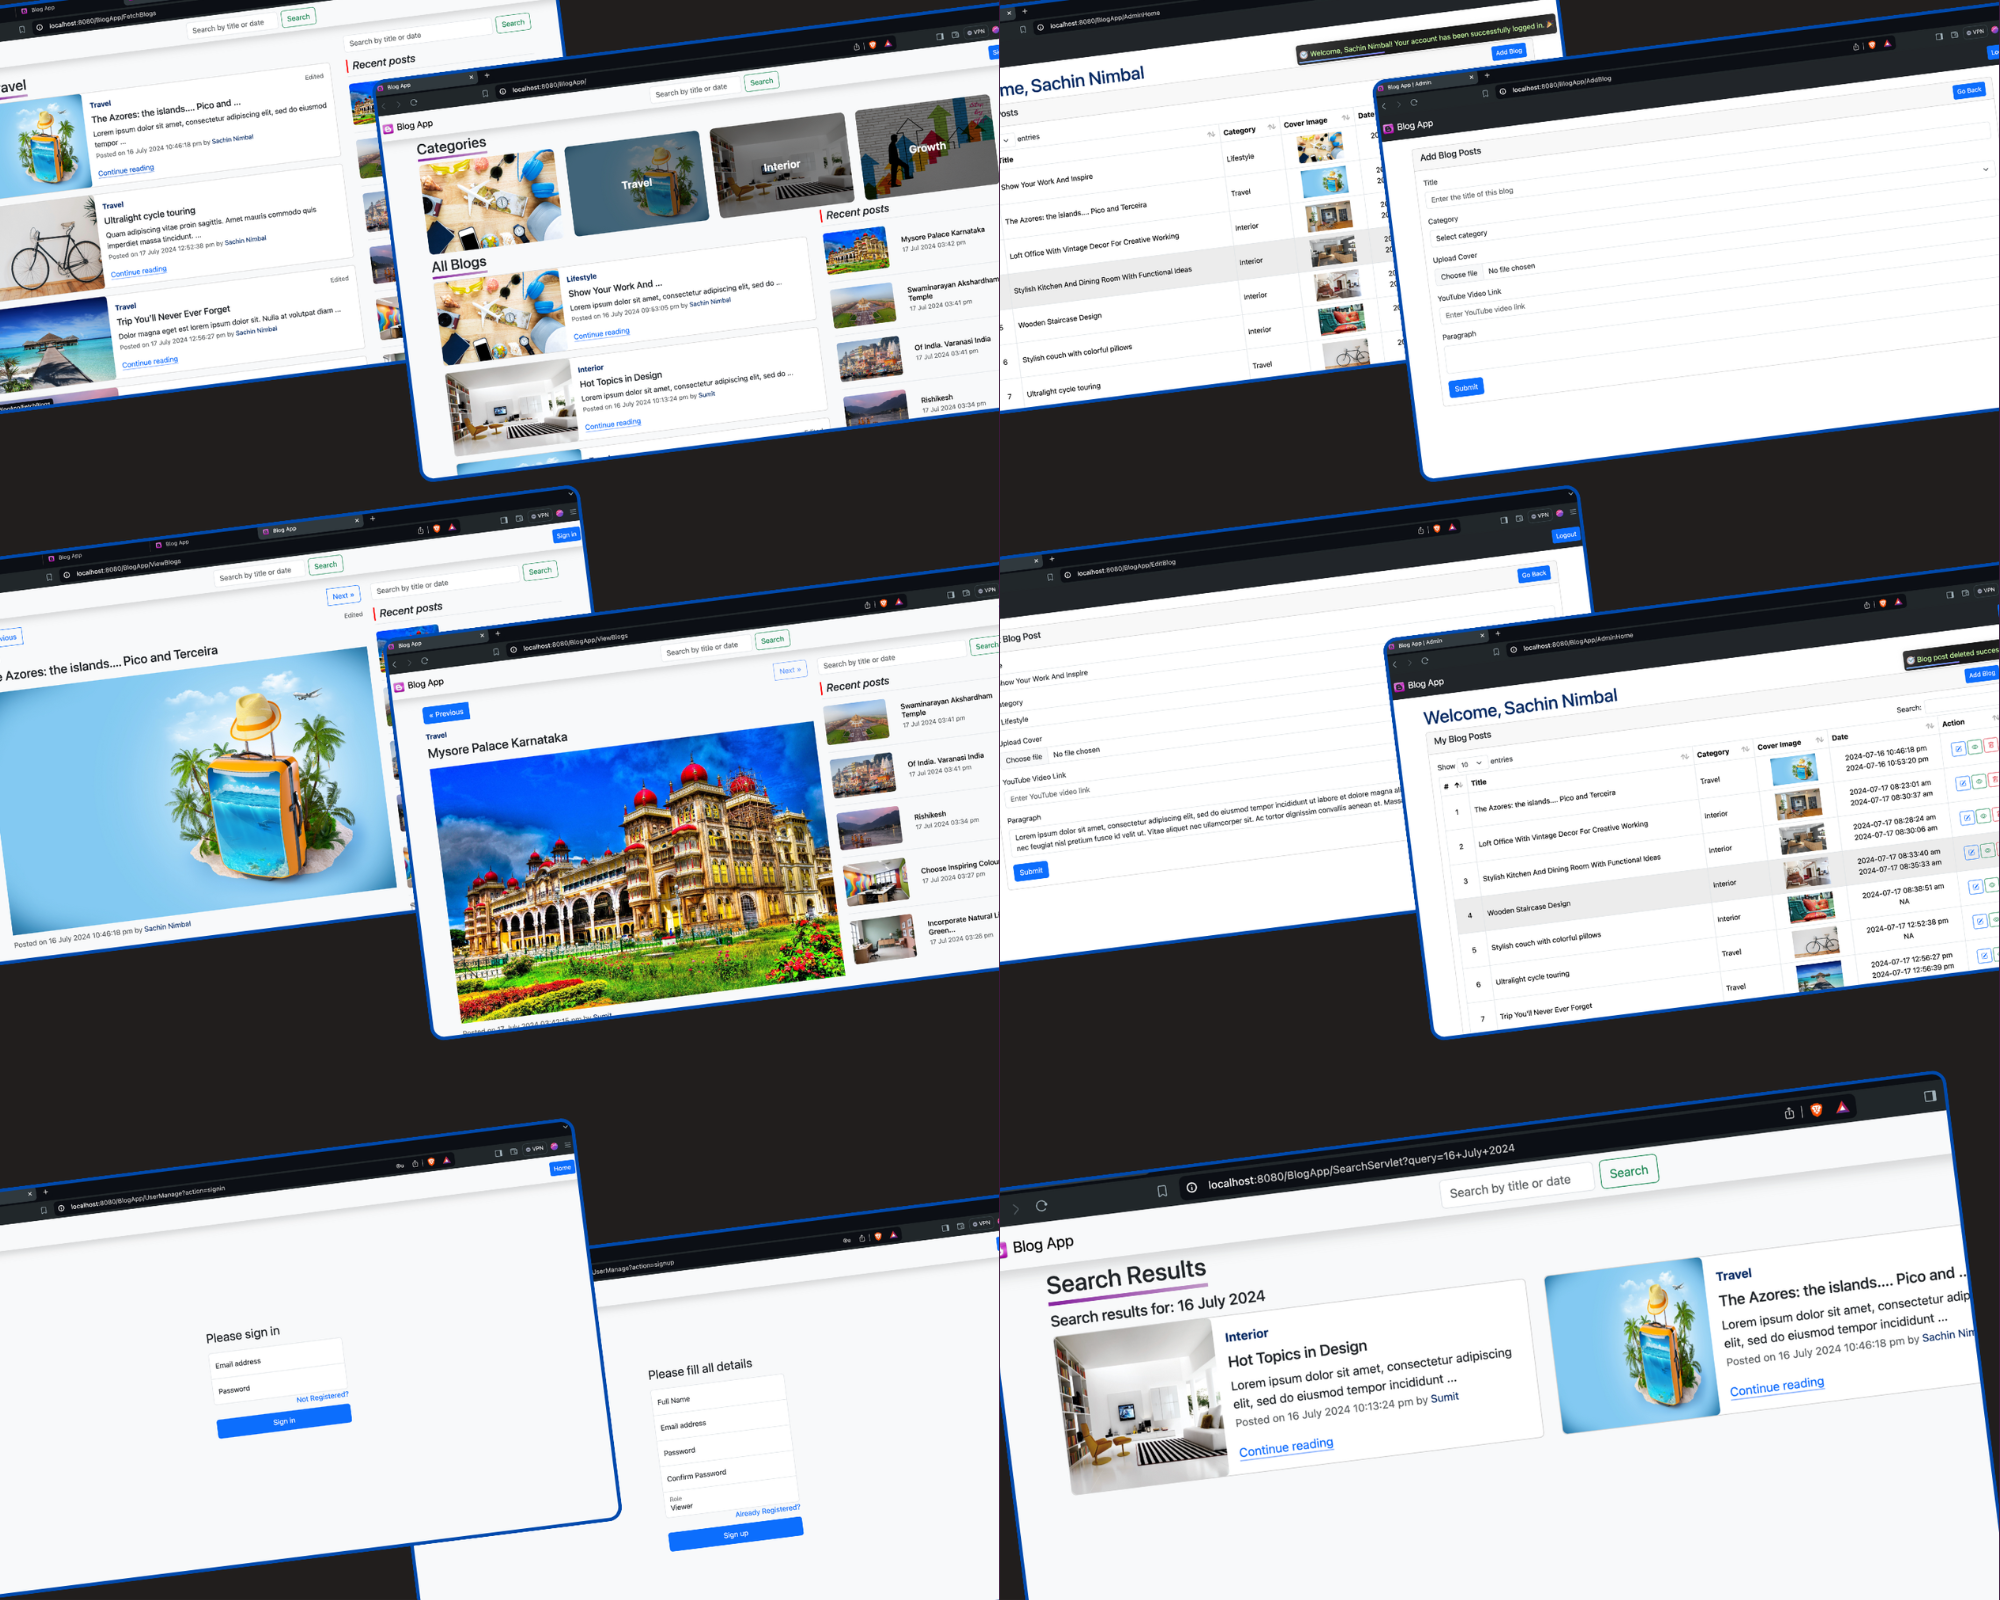 Blog App
localhost:8080/BlogApp/FetchBlogs
Search by title or date
Search
Search by title or date
Search
Recent posts
Edited
Travel
The Azores: the islands.... Pico and ...
Lorem ipsum dolor sit amet, consectetur adipiscing elit, sed do eiusmod
tempor ...
Posted on 16 July 2024 10:46:18 pm by Sachin Nimbal
Continue reading
Travel
Ultralight cycle touring
Quam adipiscing vitae proin sagittis. Amet mauris commodo quis
imperdiet massa tincidunt. ...
Posted on 17 July 2024 12:52:38 pm by Sachin Nimbal
Continue reading
Edited
Travel
Trip You'll Never Ever Forget
Dolor magna eget est lorem ipsum dolor sit. Nulla at volutpat diam ...
Posted on 17 July 2024 12:56:27 pm by Sachin Nimbal
Continue reading
VPN
Blog App
localhost:8080/BlogApp/
Search by title or date
Search
Blog App
Categories
Travel
Interior
Growth
All Blogs
Lifestyle
Show Your Work And ...
Lorem ipsum dolor sit amet, consectetur adipiscing elit, sed do ...
Posted on 16 July 2024 09:53:05 pm by Sachin Nimbal
Continue reading
Interior
Hot Topics in Design
Lorem ipsum dolor sit amet, consectetur adipiscing elit, sed do ...
Posted on 16 July 2024 10:13:24 pm by Sumit
Continue reading
Recent posts
Mysore Palace Karnataka
17 Jul 2024 03:42 pm
Swaminarayan Akshardham
Temple
17 Jul 2024 03:41 pm
Of India. Varanasi India
17 Jul 2024 03:41 pm
Rishikesh
17 Jul 2024 03:34 pm
localhost:8080/BlogApp/AdminHome
Welcome, Sachin Nimbal! Your account has been successfully logged in.
Add Blog
me, Sachin Nimbal
osts
entries
Title
Category
Cover Image
Date
Show Your Work And Inspire
Lifestyle
The Azores: the islands.... Pico and Terceira
Travel
Loft Office With Vintage Decor For Creative Working
Interior
Stylish Kitchen And Dining Room With Functional Ideas
Interior
5
Wooden Staircase Design
Interior
6
Stylish couch with colorful pillows
Interior
7
Ultralight cycle touring
Travel
VPN
Blog App | Admin
localhost:8080/BlogApp/AddBlog
Blog App
Go Back
Add Blog Posts
Title
Enter the title of this blog
Category
Select category
Upload Cover
Choose file No file chosen
YouTube Video Link
Enter YouTube video link
Paragraph
Submit
Blog App
Blog App
Blog App
VPN
localhost:8080/BlogApp/ViewBlogs
Sign in
Search by title or date
Search
Next »
Search by title or date
Search
Edited
Recent posts
vious
e Azores: the islands.... Pico and Terceira
Posted on 16 July 2024 10:46:18 pm by Sachin Nimbal
VPN
Blog App
localhost:8080/BlogApp/ViewBlogs
Search by title or date
Search
Blog App
« Previous
Next »
Search by title or date
Search
Travel
Mysore Palace Karnataka
Posted on 17 July 2024 03:42:15 pm by Sumit
Recent posts
Swaminarayan Akshardham
Temple
17 Jul 2024 03:41 pm
Of India. Varanasi India
17 Jul 2024 03:41 pm
Rishikesh
17 Jul 2024 03:34 pm
Choose Inspiring Colou
17 Jul 2024 03:27 pm
Incorporate Natural Li
Green...
17 Jul 2024 03:26 pm
VPN
localhost:8080/BlogApp/EditBlog
Logout
Go Back
Blog Post
how Your Work And Inspire
ategory
Lifestyle
Upload Cover
Choose file No file chosen
YouTube Video Link
Enter YouTube video link
Paragraph
Lorem ipsum dolor sit amet, consectetur adipiscing elit, sed do eiusmod tempor incididunt ut labore et dolore magna al
nec feugiat nisl pretium fusce id velit ut. Vitae aliquet nec ullamcorper sit. Ac tortor dignissim convallis aenean et. Mass
Submit
VPN
Blog App | Admin
localhost:8080/BlogApp/AdminHome
Blog App
Blog post deleted succes
Add Blog
Welcome, Sachin Nimbal
My Blog Posts
Show 10 entries
Search:
# Title Category Cover Image Date Action
1 The Azores: the islands.... Pico and Terceira Travel 2024-07-16 10:46:18 pm
2024-07-16 10:53:20 pm
2 Loft Office With Vintage Decor For Creative Working Interior 2024-07-17 08:23:01 am
2024-07-17 08:30:37 am
3 Stylish Kitchen And Dining Room With Functional Ideas Interior 2024-07-17 08:28:24 am
2024-07-17 08:30:06 am
4 Wooden Staircase Design Interior 2024-07-17 08:33:40 am
2024-07-17 08:35:33 am
5 Stylish couch with colorful pillows Interior 2024-07-17 08:38:51 am
NA
6 Ultralight cycle touring Travel 2024-07-17 12:52:38 pm
NA
7 Trip You'll Never Ever Forget Travel 2024-07-17 12:56:27 pm
2024-07-17 12:56:39 pm
VPN
localhost:8080/BlogApp/UserManage?action=signin
Home
Please sign in
Email address
Password
Not Registered?
Sign in
VPN
UserManage?action=signup
Please fill all details
Full Name
Email address
Password
Confirm Password
Role
Viewer
Already Registered?
Sign up
localhost:8080/BlogApp/SearchServlet?query=16+July+2024
Search by title or date
Search
Blog App
Search Results
Search results for: 16 July 2024
Interior
Hot Topics in Design
Lorem ipsum dolor sit amet, consectetur adipiscing
elit, sed do eiusmod tempor incididunt ...
Posted on 16 July 2024 10:13:24 pm by Sumit
Continue reading
Travel
The Azores: the islands.... Pico and ...
Lorem ipsum dolor sit amet, consectetur adip
elit, sed do eiusmod tempor incididunt ...
Posted on 16 July 2024 10:46:18 pm by Sachin Nim
Continue reading